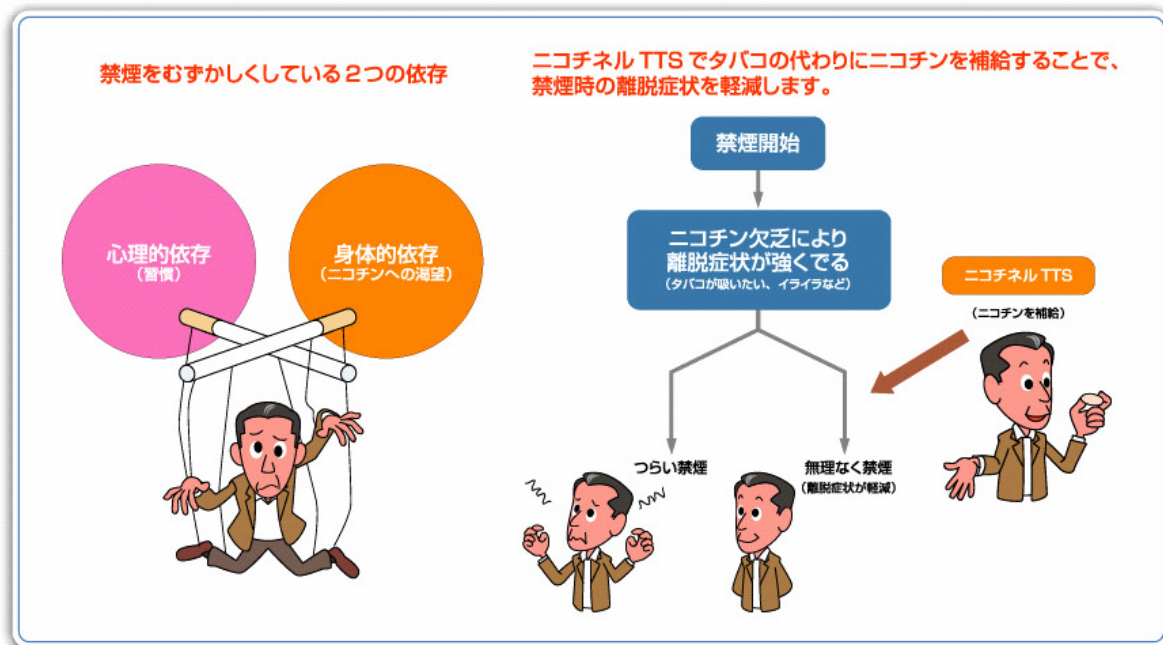 禁煙をむずかしくしている2つの依存
心理的依存
(習慣)
身体的依存
(ニコチンへの渇望)
ニコチネルTTSでタバコの代わりにニコチンを補給することで、
禁煙時の離脱症状を軽減します。
禁煙開始
ニコチン欠乏により
離脱症状が強くでる
(タバコが吸いたい、イライラなど)
ニコチネルTTS
(ニコチンを補給)
つらい禁煙
無理なく禁煙
(離脱症状が軽減)